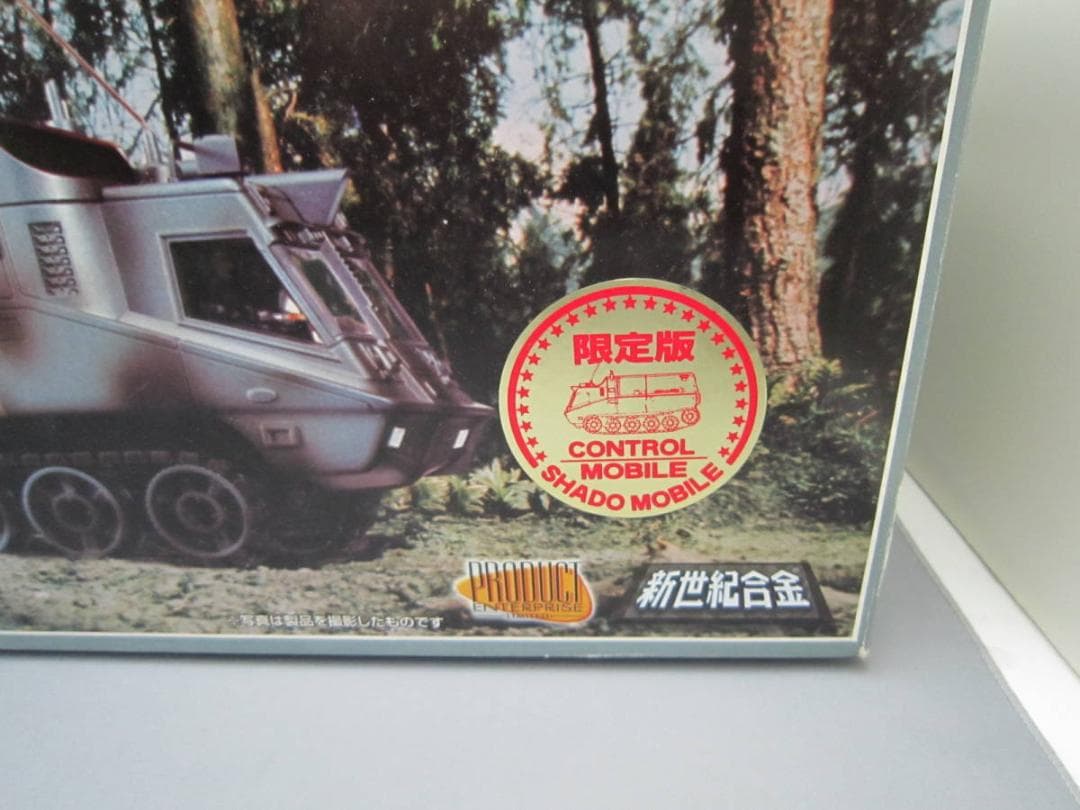 限定版
CONTROL
MOBILE
SHADO MOBILE
PRODUCT
ENTERPRISE
LIMITED
新世紀合金
※写真は製品を撮影したものです